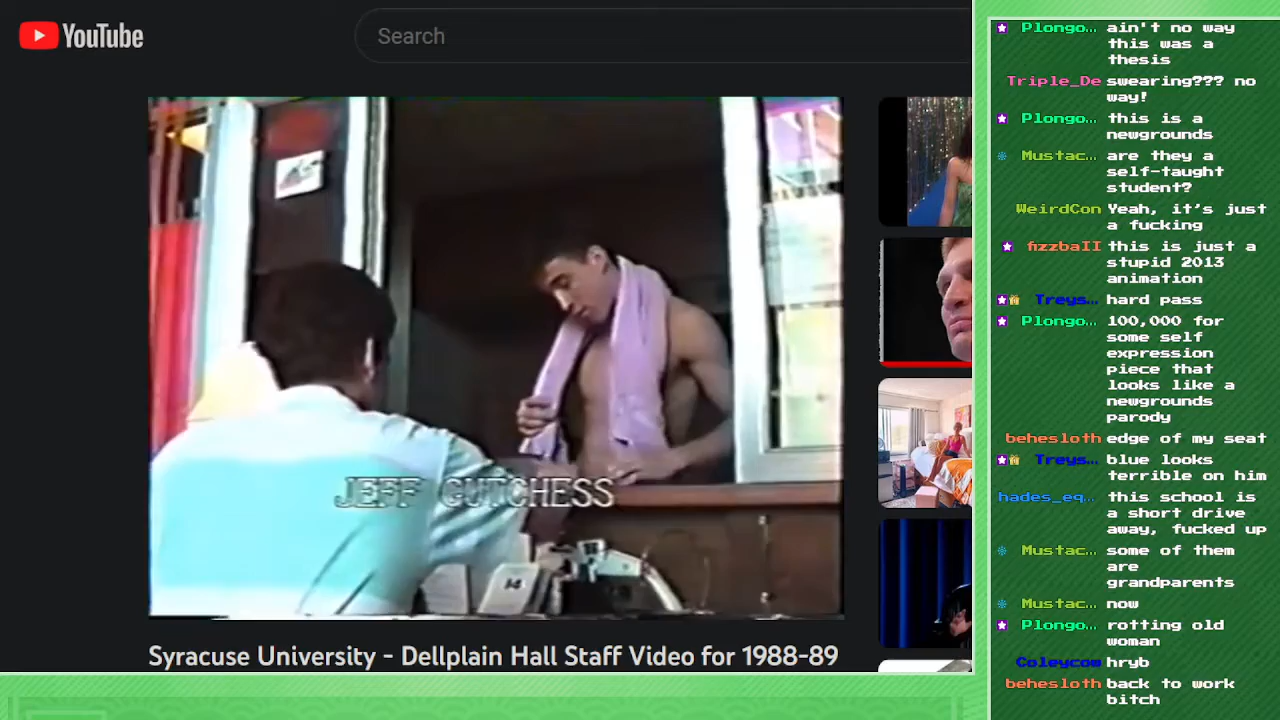 YouTube
Search
JEFF GUTCHESS
14
Syracuse University - Dellplain Hall Staff Video for 1988-89
Plongo… ain't no way
this was a
thesis
Triple_De swearing??? no
way!
Plongo… this is a
newgrounds
Mustac… are they a
self-taught
student?
WeirdCon Yeah, it's just
a fucking
fizzbaII this is just a
stupid 2013
animation
Treys… hard pass
Plongo… 100,000 for
some self
expression
piece that
looks like a
newgrounds
parody
behesloth edge of my seat
Treys… blue looks
terrible on him
hades_eq… this school is
a short drive
away, fucked up
Mustac… some of them
are
grandparents
Mustac… now
Plongo… rotting old
woman
Coleycow hryb
behesloth back to work
bitch